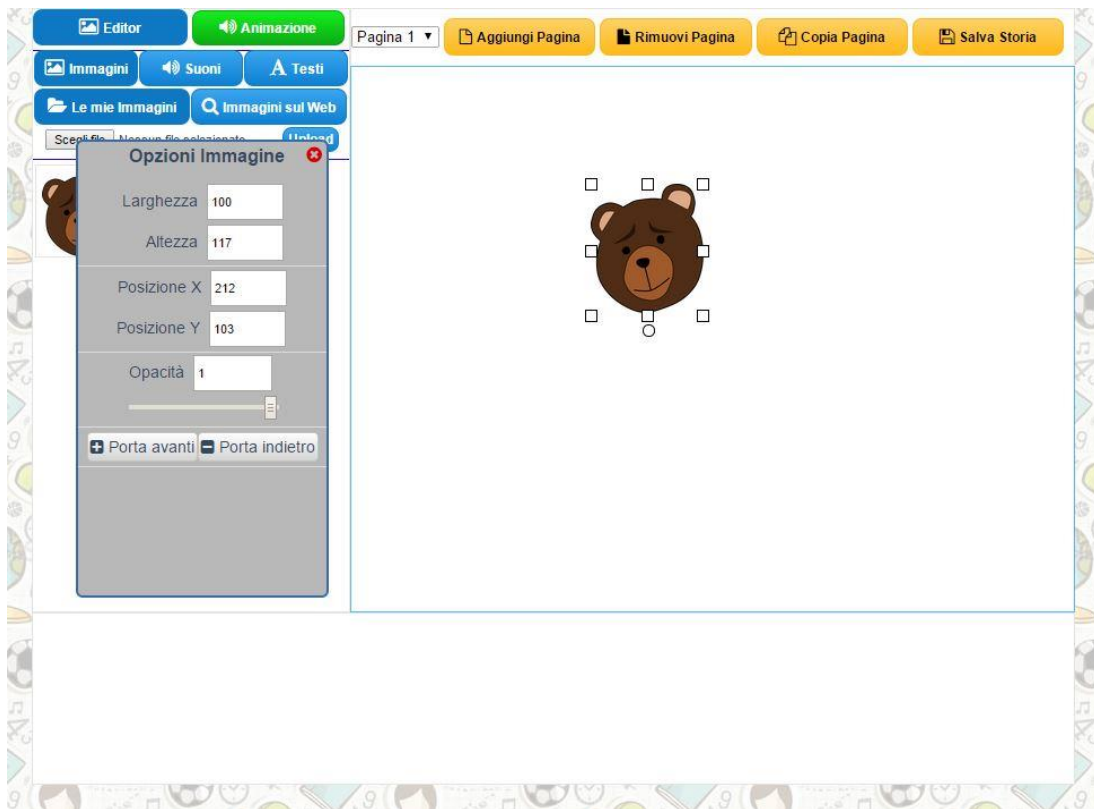 Editor
Animazione
Pagina 1
Aggiungi Pagina
Rimuovi Pagina
Copia Pagina
Salva Storia
Immagini
Suoni
A Testi
Le mie Immagini
Immagini sul Web
Upload
Opzioni Immagine
Larghezza 100
Altezza 117
Posizione X 212
Posizione Y 103
Opacità 1
Porta avanti
Porta indietro